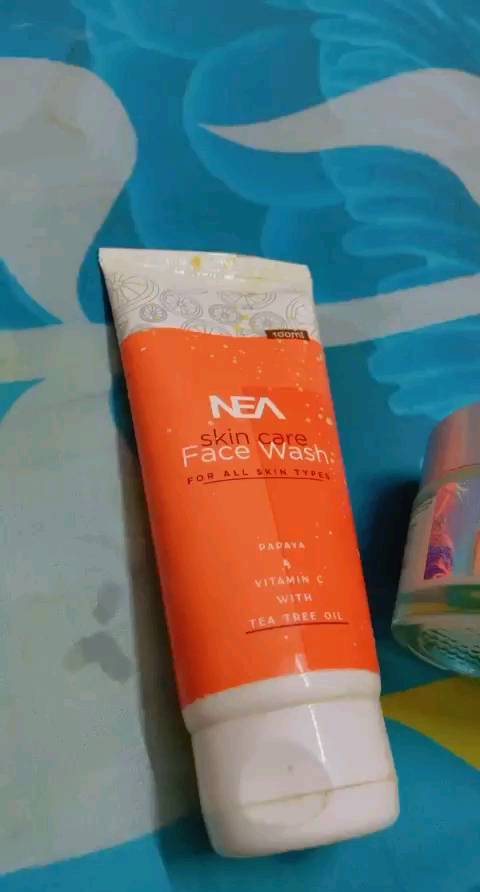 100ml
NEA
skin care
Face Wash
FOR ALL SKIN TYPES
PAPAYA
&
VITAMIN C
WITH
TEA TREE OIL